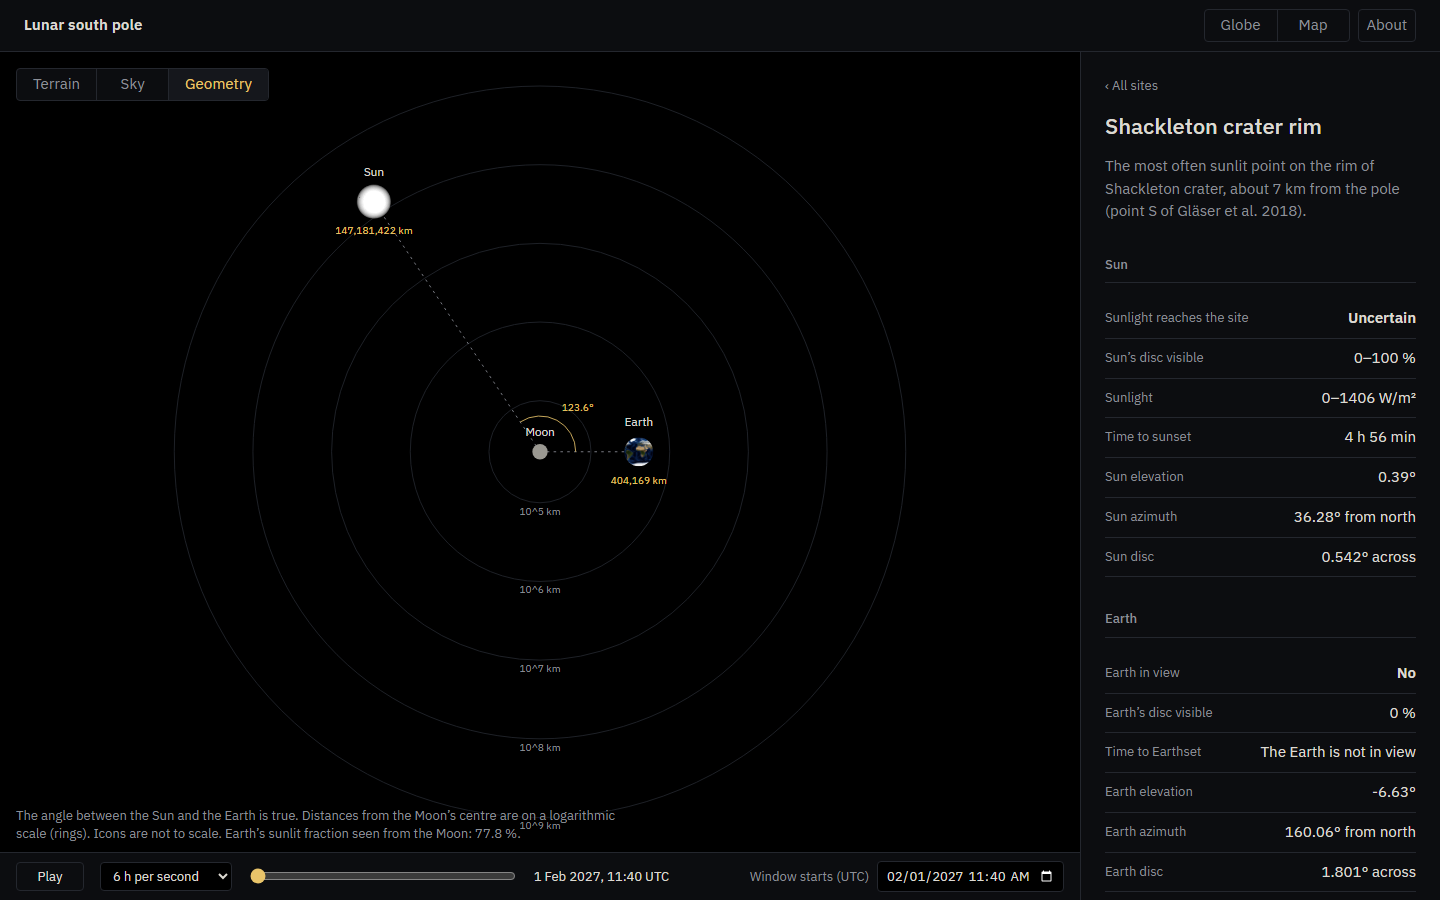 Lunar south pole
Globe
Map
About
Terrain
Sky
Geometry
Sun
147,181,422 km
123.6°
Moon
Earth
404,169 km
10^5 km
10^6 km
10^7 km
10^8 km
10^9 km
The angle between the Sun and the Earth is true. Distances from the Moon’s centre are on a logarithmic
scale (rings). Icons are not to scale. Earth’s sunlit fraction seen from the Moon: 77.8 %.
Play
6 h per second
1 Feb 2027, 11:40 UTC
Window starts (UTC)
02/01/2027 11:40 AM
‹ All sites
Shackleton crater rim
The most often sunlit point on the rim of
Shackleton crater, about 7 km from the pole
(point S of Gläser et al. 2018).
Sun
Sunlight reaches the site Uncertain
Sun’s disc visible 0–100 %
Sunlight 0–1406 W/m²
Time to sunset 4 h 56 min
Sun elevation 0.39°
Sun azimuth 36.28° from north
Sun disc 0.542° across
Earth
Earth in view No
Earth’s disc visible 0 %
Time to Earthset The Earth is not in view
Earth elevation -6.63°
Earth azimuth 160.06° from north
Earth disc 1.801° across